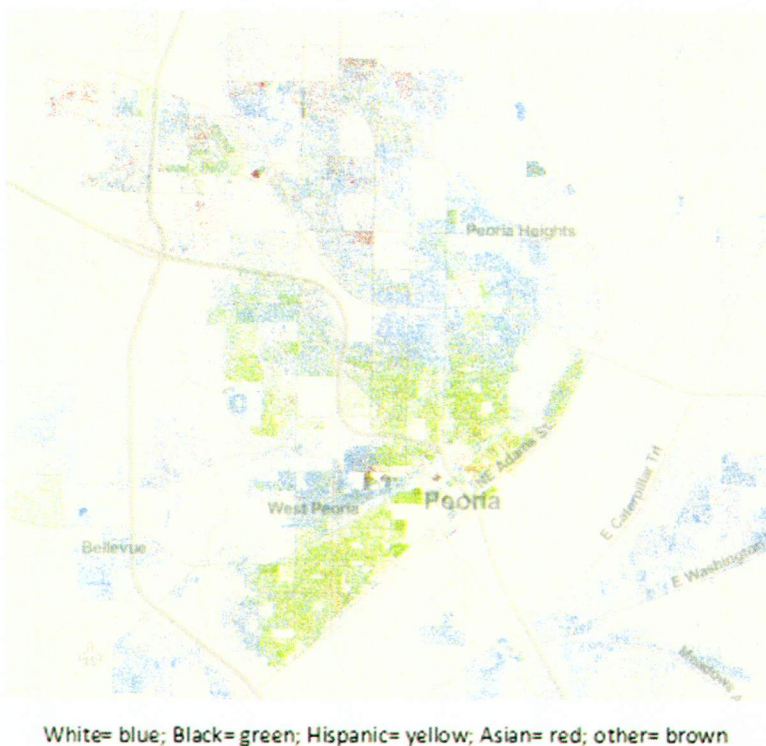 Peoria Heights
NE Adams St
Peoria
West Peoria
Bellevue
E Caterpillar Trl
E Washington
Meadows
White= blue; Black= green; Hispanic= yellow; Asian= red; other= brown